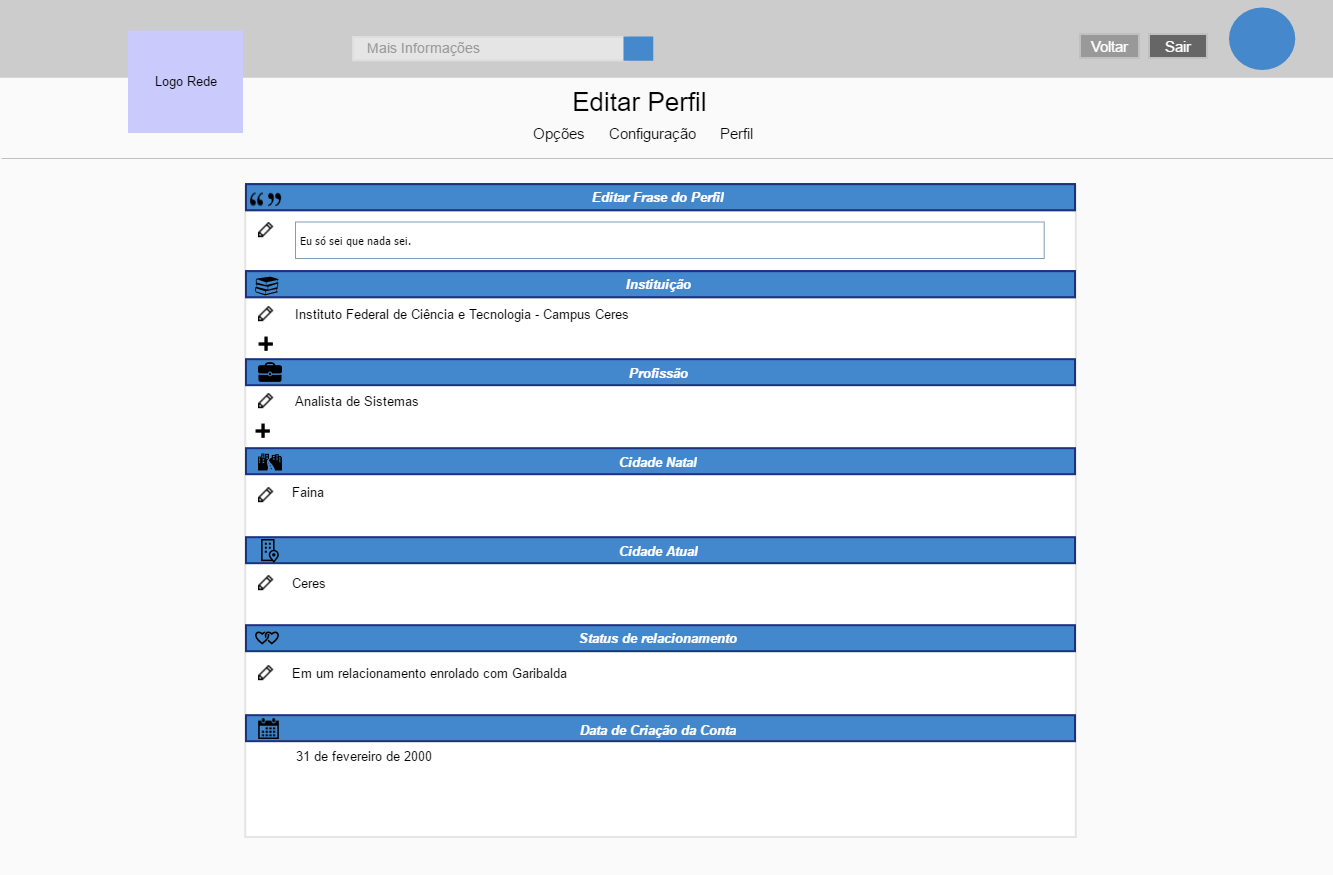 Mais Informações
Voltar
Sair
Logo Rede
Editar Perfil
Opções Configuração Perfil
Editar Frase do Perfil
Eu só sei que nada sei.
Instituição
Instituto Federal de Ciência e Tecnologia - Campus Ceres
Profissão
Analista de Sistemas
Cidade Natal
Faina
Cidade Atual
Ceres
Status de relacionamento
Em um relacionamento enrolado com Garibalda
Data de Criação da Conta
31 de fevereiro de 2000